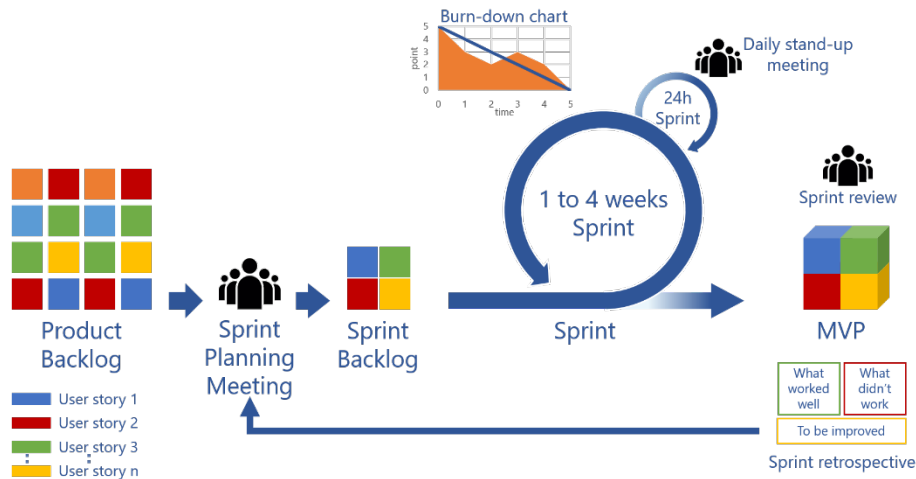 Burn-down chart
point
5
4
3
2
1
0
0 1 2 3 4 5
time
Daily stand-up
meeting
24h
Sprint
1 to 4 weeks
Sprint
Sprint review
Product
Backlog
Sprint
Planning
Meeting
Sprint
Backlog
Sprint
MVP
User story 1
User story 2
User story 3
User story n
What
worked
well
What
didn't
work
To be improved
Sprint retrospective